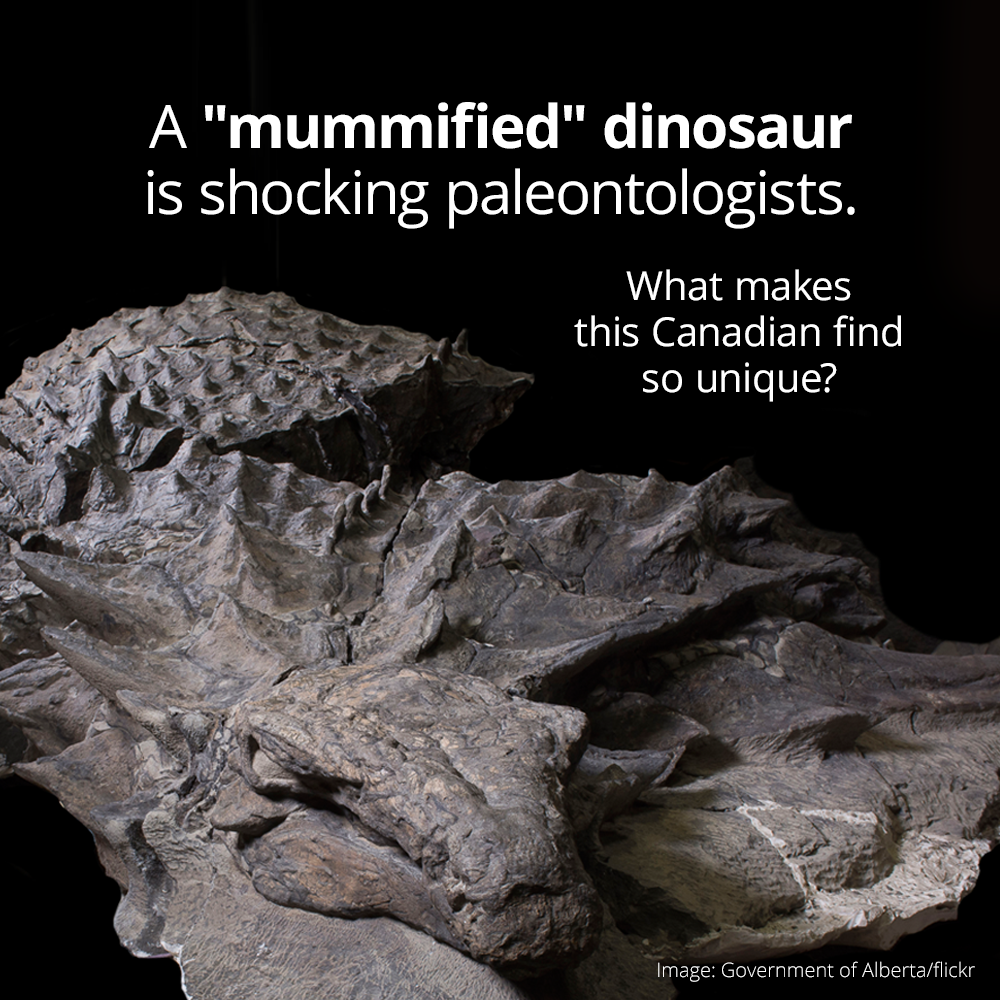 A "mummified" dinosaur
is shocking paleontologists.
What makes
this Canadian find
so unique?
Image: Government of Alberta/flickr